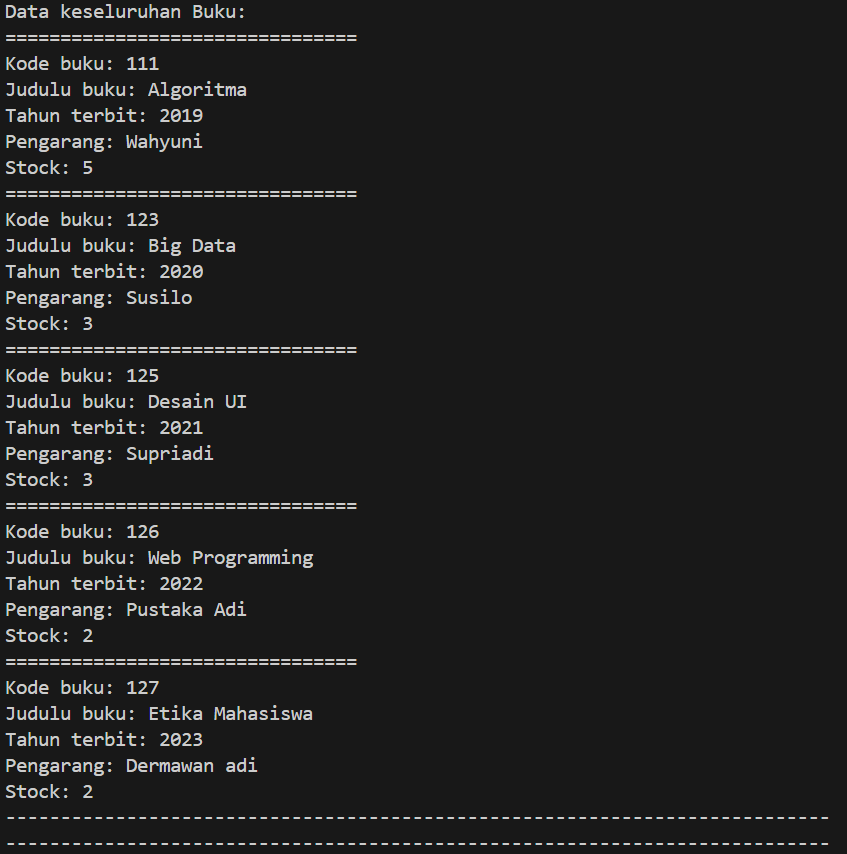 Data keseluruhan Buku:
================================
Kode buku: 111
Judulu buku: Algoritma
Tahun terbit: 2019
Pengarang: Wahyuni
Stock: 5
================================
Kode buku: 123
Judulu buku: Big Data
Tahun terbit: 2020
Pengarang: Susilo
Stock: 3
================================
Kode buku: 125
Judulu buku: Desain UI
Tahun terbit: 2021
Pengarang: Supriadi
Stock: 3
================================
Kode buku: 126
Judulu buku: Web Programming
Tahun terbit: 2022
Pengarang: Pustaka Adi
Stock: 2
================================
Kode buku: 127
Judulu buku: Etika Mahasiswa
Tahun terbit: 2023
Pengarang: Dermawan adi
Stock: 2
---------------------------------------------------------------------------
---------------------------------------------------------------------------